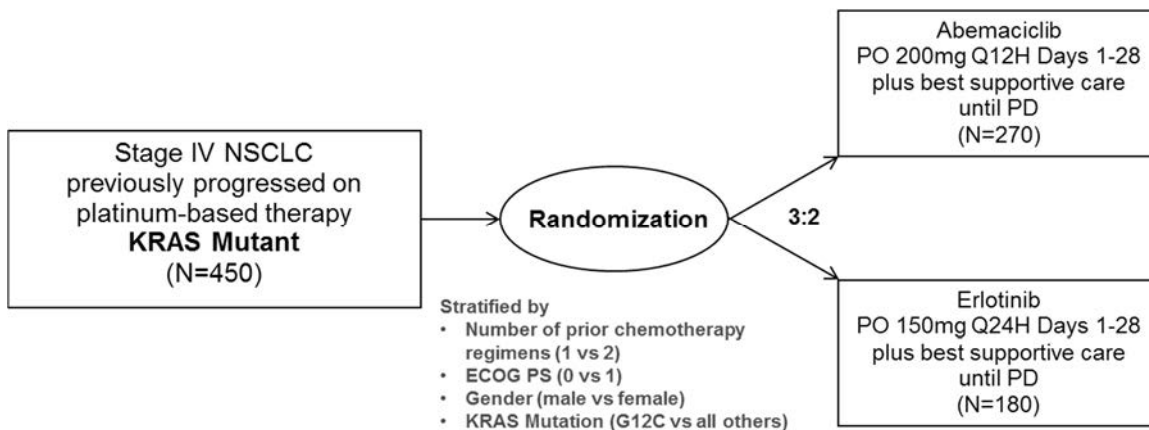 Stage IV NSCLC
previously progressed on
platinum-based therapy
KRAS Mutant
(N=450)
Randomization
Stratified by
• Number of prior chemotherapy
regimens (1 vs 2)
• ECOG PS (0 vs 1)
• Gender (male vs female)
• KRAS Mutation (G12C vs all others)
3:2
Abemaciclib
PO 200mg Q12H Days 1-28
plus best supportive care
until PD
(N=270)
Erlotinib
PO 150mg Q24H Days 1-28
plus best supportive care
until PD
(N=180)